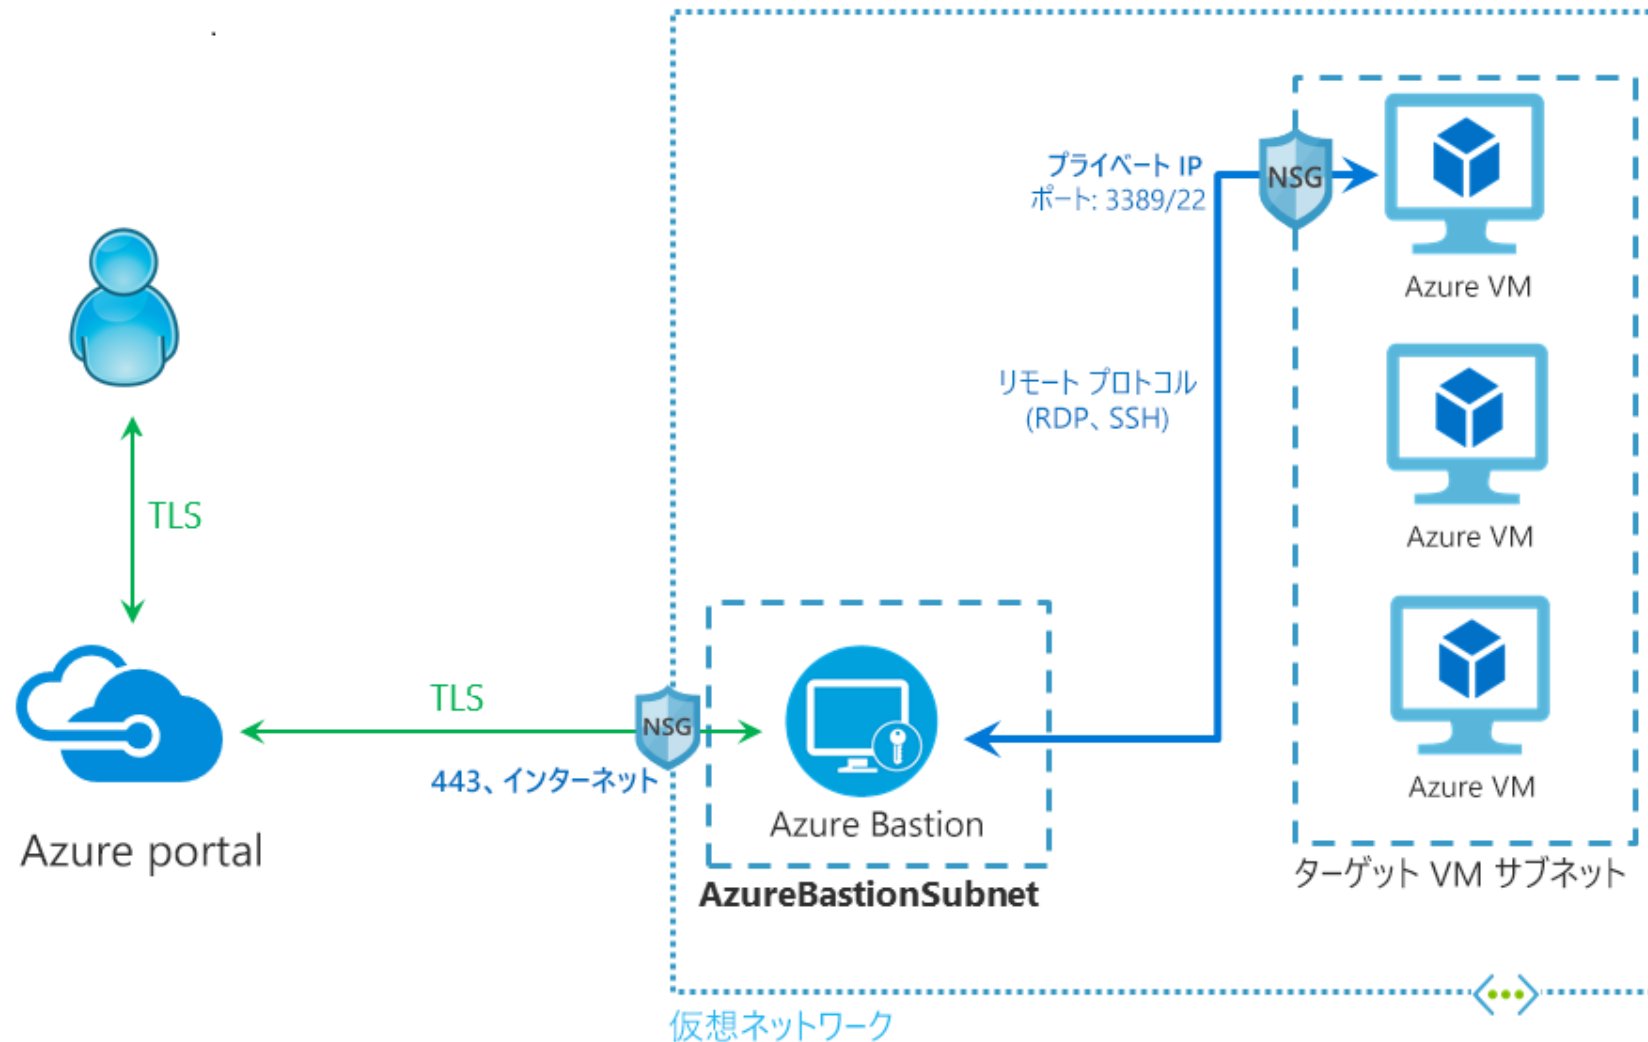 プライベート IP
ポート: 3389/22
NSG
Azure VM
リモート プロトコル
(RDP、SSH)
Azure VM
TLS
TLS
NSG
443、インターネット
Azure VM
Azure portal
Azure Bastion
AzureBastionSubnet
ターゲット VM サブネット
仮想ネットワーク